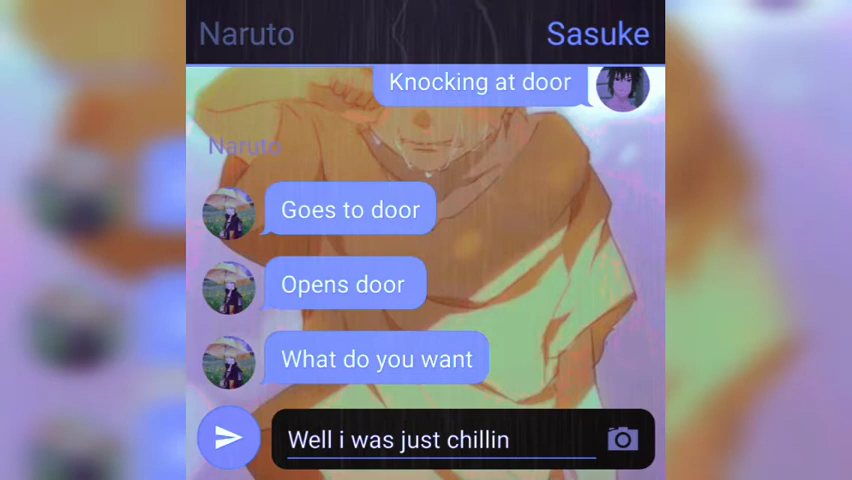 Naruto
Sasuke
Knocking at door
Naruto
Goes to door
Opens door
What do you want
Well i was just chillin